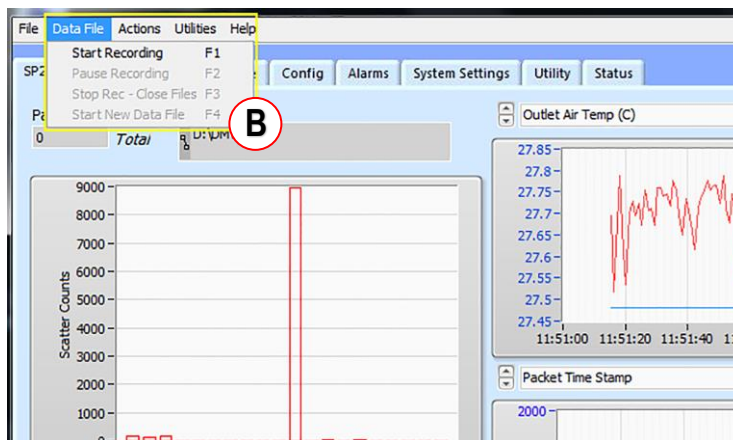 File Data File Actions Utilities Help
Start Recording F1
Pause Recording F2
Stop Rec - Close Files F3
Start New Data File F4
Config Alarms System Settings Utility Status
B
0 Total
Outlet Air Temp (C)
27.85
27.8
27.75
27.7
27.65
27.6
27.55
27.5
27.45
11:51:00 11:51:20 11:51:40
Scatter Counts
9000
8000
7000
6000
5000
4000
3000
2000
1000
0
Packet Time Stamp
2000